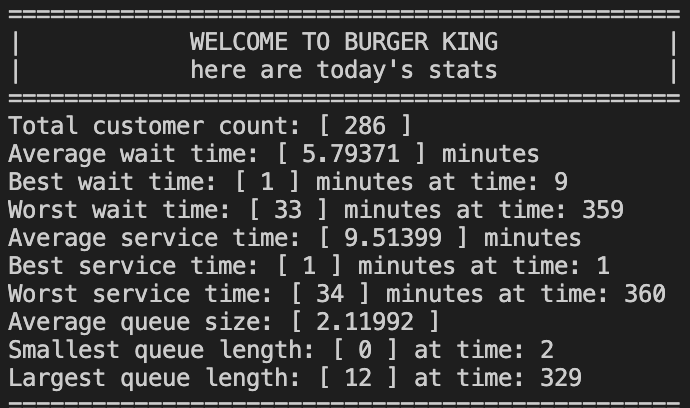 ================================================
| WELCOME TO BURGER KING |
| here are today's stats |
================================================
Total customer count: [ 286 ]
Average wait time: [ 5.79371 ] minutes
Best wait time: [ 1 ] minutes at time: 9
Worst wait time: [ 33 ] minutes at time: 359
Average service time: [ 9.51399 ] minutes
Best service time: [ 1 ] minutes at time: 1
Worst service time: [ 34 ] minutes at time: 360
Average queue size: [ 2.11992 ]
Smallest queue length: [ 0 ] at time: 2
Largest queue length: [ 12 ] at time: 329
================================================